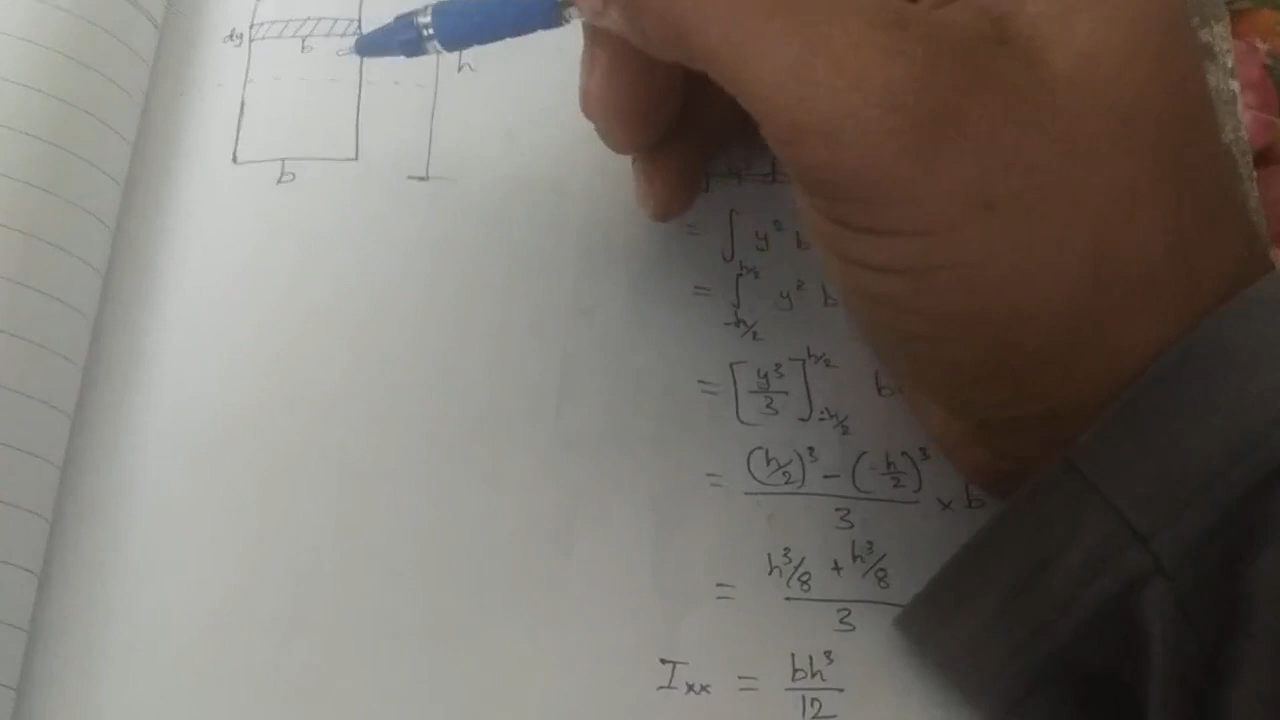 dy
b
h
b
= ∫ y² b
= ∫_{-h/2}^{h/2} y² b
= [y³/3]_{-h/2}^{h/2} b.
= ((h/2)³ - (-h/2)³)/3 × b
= (h³/8 + h³/8)/3
Ixx = bh³/12